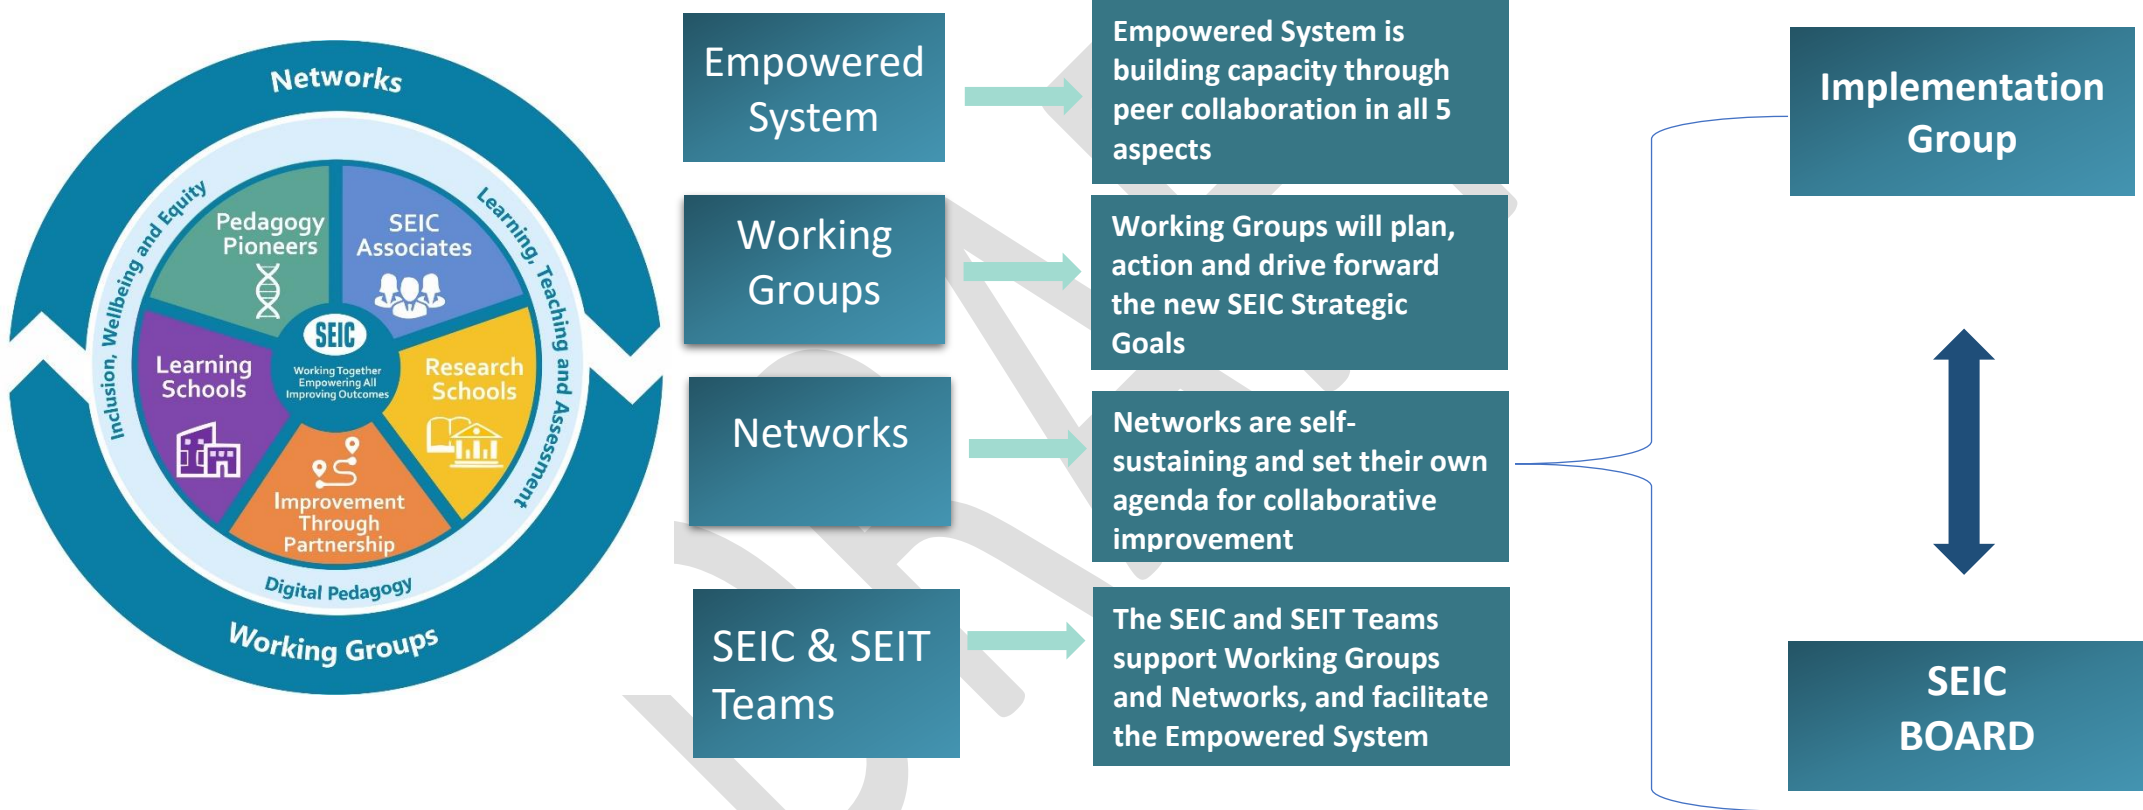 Networks
Inclusion, Wellbeing and Equity
Learning, Teaching and Assessment
Pedagogy
Pioneers
SEIC
Associates
SEIC
Working Together
Empowering All
Improving Outcomes
Learning
Schools
Research
Schools
Improvement
Through
Partnership
Digital Pedagogy
Working Groups
Empowered
System
Empowered System is
building capacity through
peer collaboration in all 5
aspects
Working
Groups
Working Groups will plan,
action and drive forward
the new SEIC Strategic
Goals
Networks
Networks are self-
sustaining and set their own
agenda for collaborative
improvement
SEIC & SEIT
Teams
The SEIC and SEIT Teams
support Working Groups
and Networks, and facilitate
the Empowered System
Implementation
Group
SEIC
BOARD